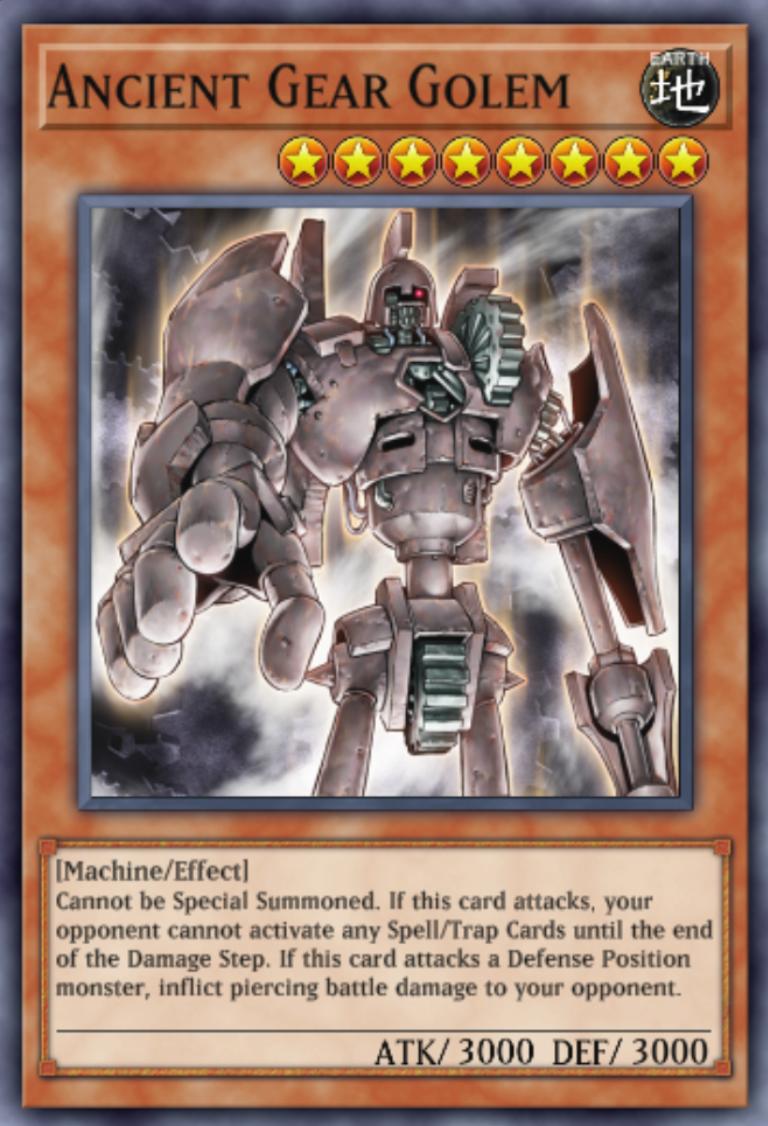 ANCIENT GEAR GOLEM
EARTH
地
[Machine/Effect]
Cannot be Special Summoned. If this card attacks, your
opponent cannot activate any Spell/Trap Cards until the end
of the Damage Step. If this card attacks a Defense Position
monster, inflict piercing battle damage to your opponent.
ATK/ 3000 DEF/ 3000